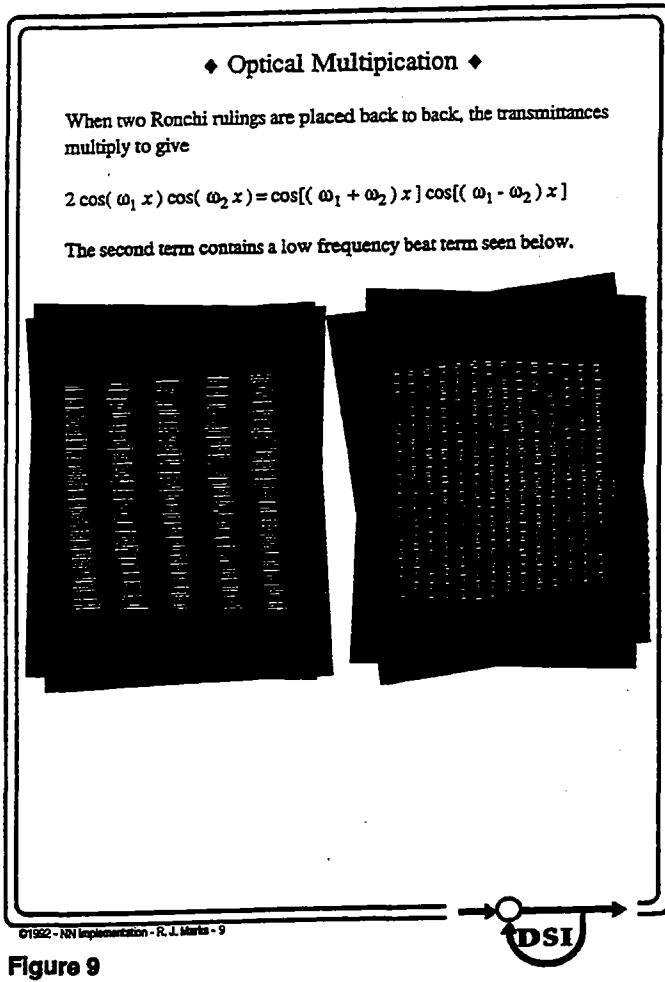 ♦ Optical Multipication ♦
When two Ronchi rulings are placed back to back, the transmittances
multiply to give
2 cos( ω₁ x ) cos( ω₂ x ) = cos[( ω₁ + ω₂ ) x ] cos[( ω₁ - ω₂ ) x ]
The second term contains a low frequency beat term seen below.
©1992 - NN Implementation - R. J. Marks - 9
DSI
Figure 9